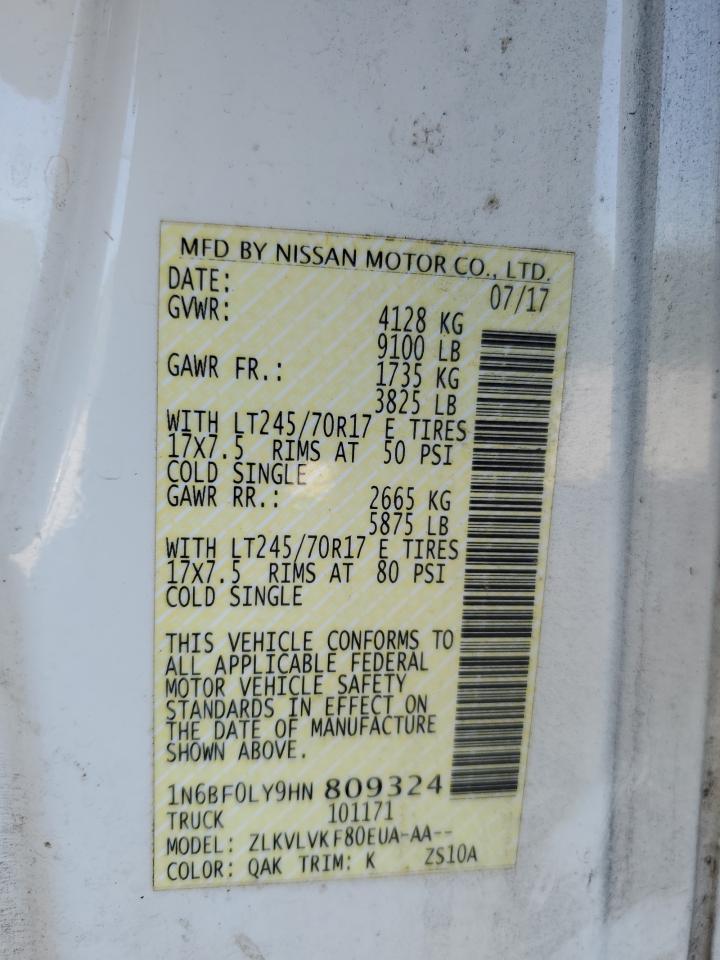 MFD BY NISSAN MOTOR CO., LTD.
DATE: 07/17
GVWR: 4128 KG
9100 LB
GAWR FR.: 1735 KG
3825 LB
WITH LT245/70R17 E TIRES
17X7.5 RIMS AT 50 PSI
COLD SINGLE
GAWR RR.: 2665 KG
5875 LB
WITH LT245/70R17 E TIRES
17X7.5 RIMS AT 80 PSI
COLD SINGLE
THIS VEHICLE CONFORMS TO
ALL APPLICABLE FEDERAL
MOTOR VEHICLE SAFETY
STANDARDS IN EFFECT ON
THE DATE OF MANUFACTURE
SHOWN ABOVE.
1N6BF0LY9HN 809324
TRUCK 101171
MODEL: ZLKVLVKF80EUA-AA--
COLOR: QAK TRIM: K ZS10A